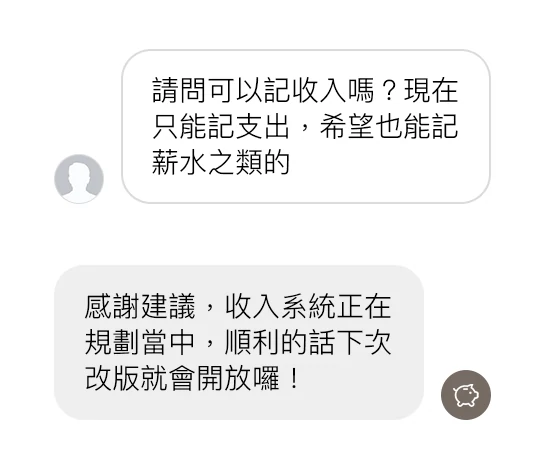 請問可以記收入嗎？現在
只能記支出，希望也能記
薪水之類的
感謝建議，收入系統正在
規劃當中，順利的話下次
改版就會開放囉！